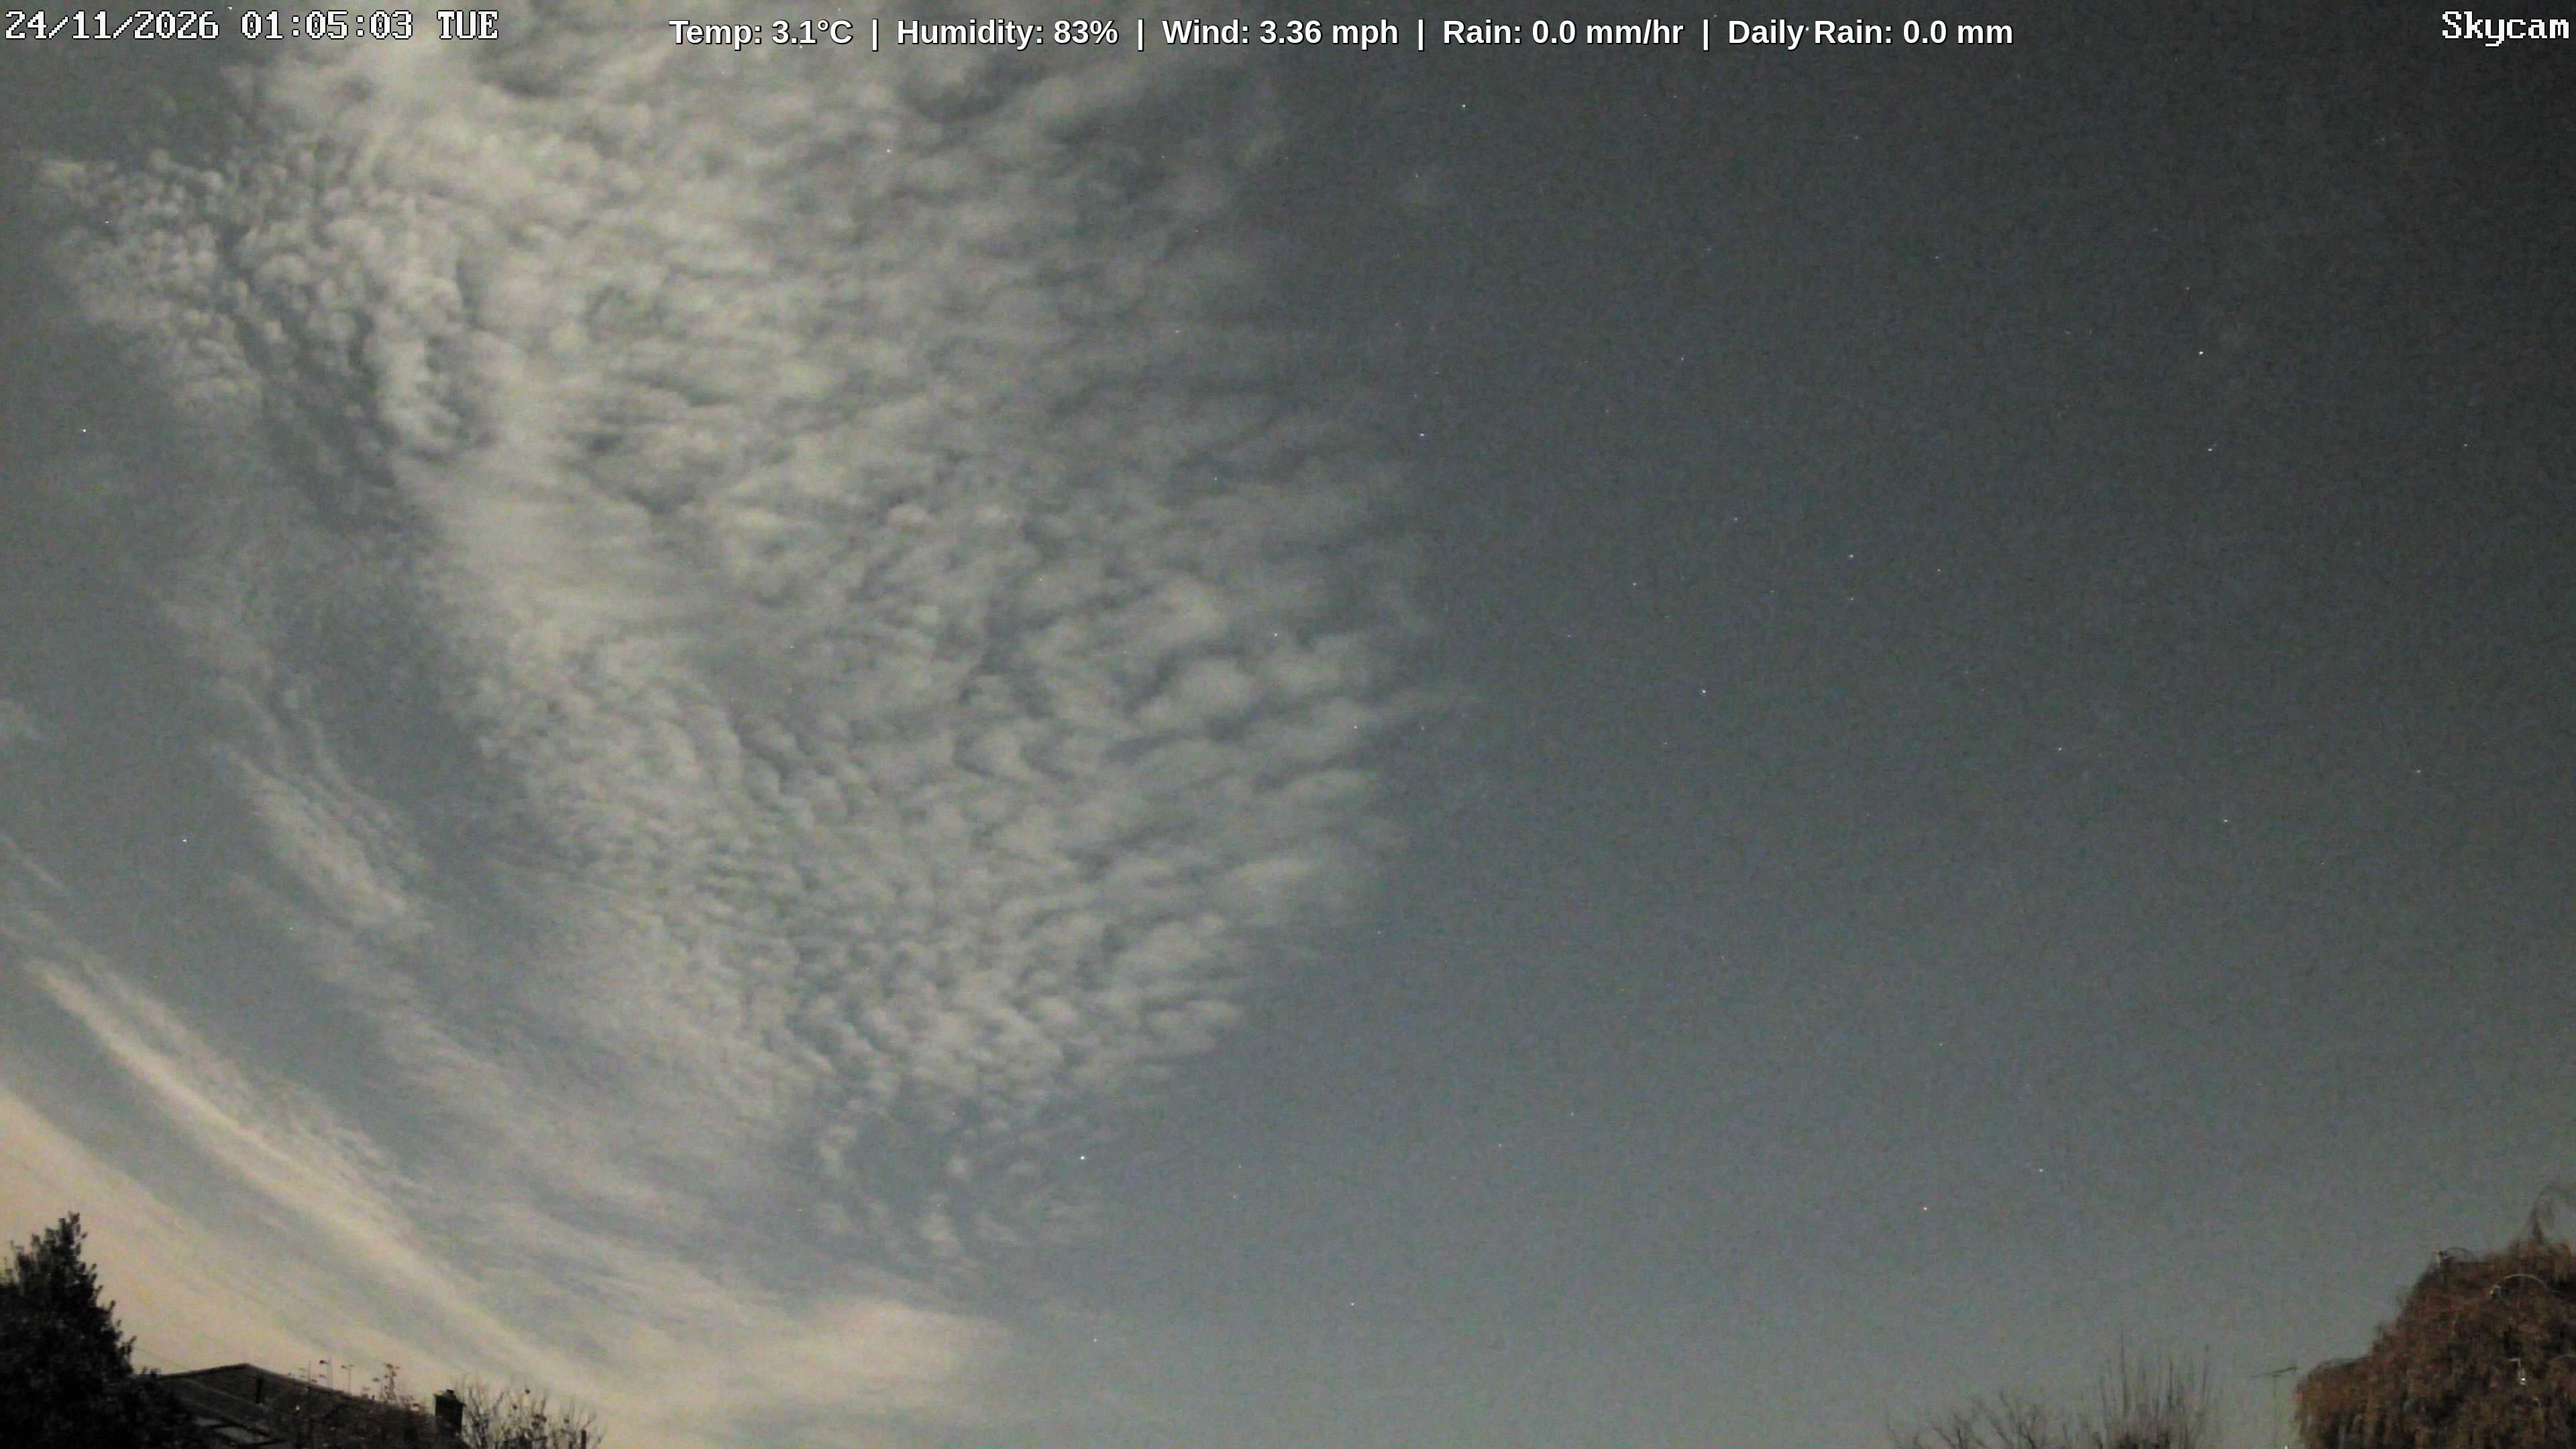 24/11/2026 01:05:03 TUE
Temp: 3.1°C | Humidity: 83% | Wind: 3.36 mph | Rain: 0.0 mm/hr | Daily Rain: 0.0 mm
Skycam